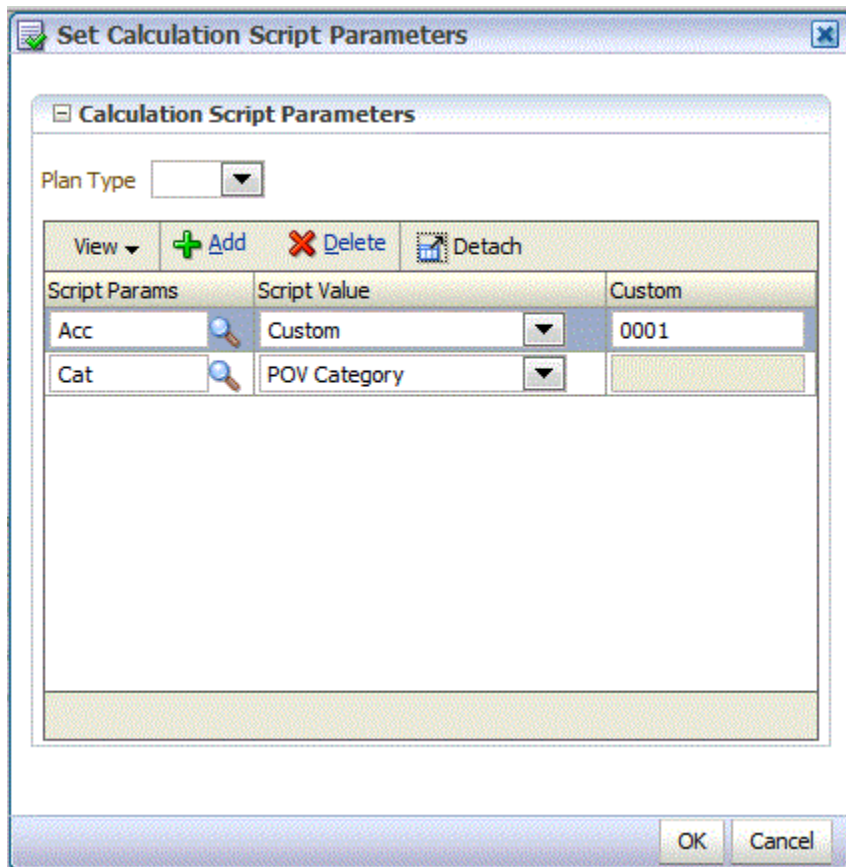 Set Calculation Script Parameters
Calculation Script Parameters
Plan Type
View Add Delete Detach
Script Params Script Value Custom
Acc Custom 0001
Cat POV Category
OK Cancel